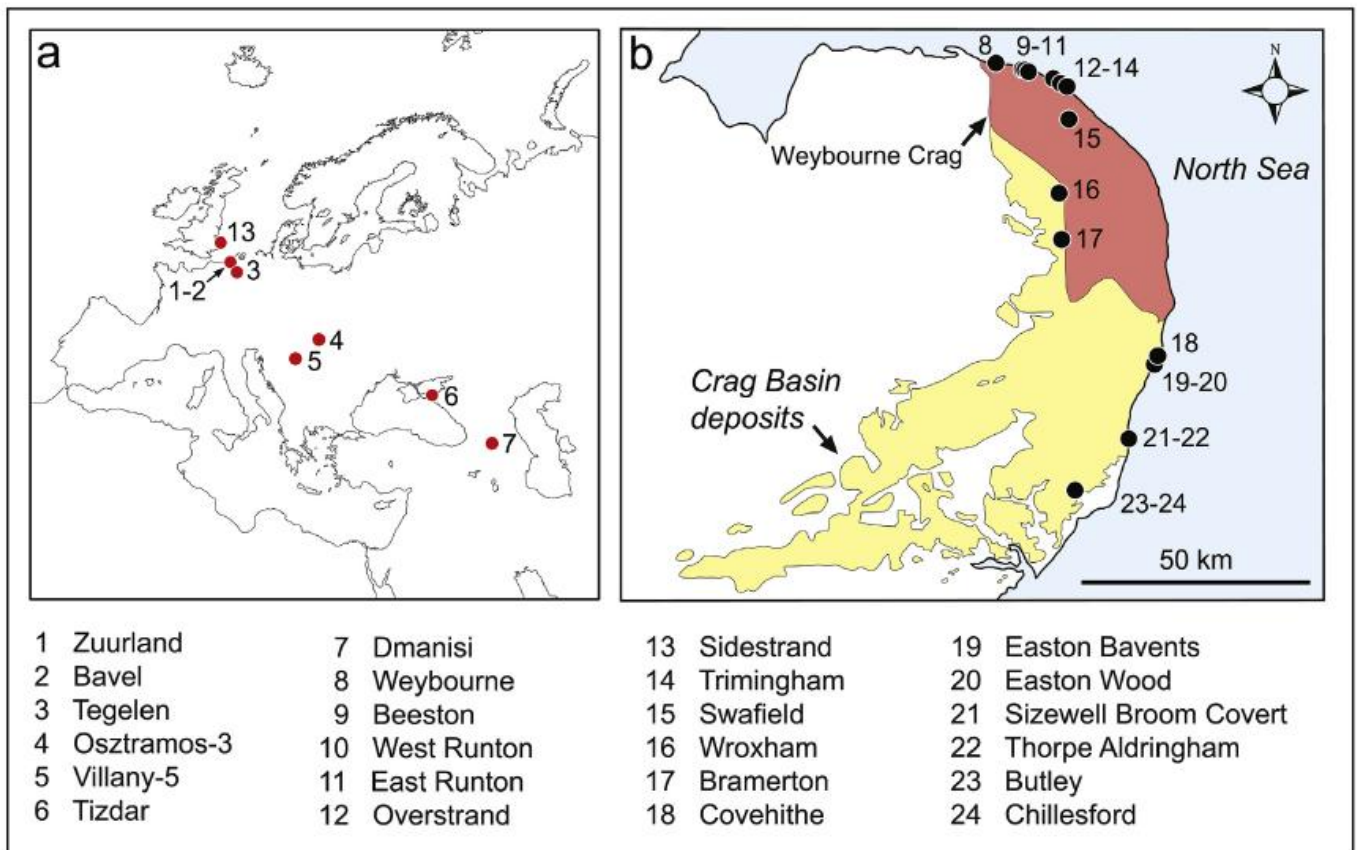 a
13
3
1-2
4
5
6
7
b
8
9-11
12-14
N
15
Weybourne Crag
North Sea
16
17
18
19-20
Crag Basin
deposits
21-22
23-24
50 km
1 Zuurland
2 Bavel
3 Tegelen
4 Osztramos-3
5 Villany-5
6 Tizdar
7 Dmanisi
8 Weybourne
9 Beeston
10 West Runton
11 East Runton
12 Overstrand
13 Sidestrand
14 Trimingham
15 Swafield
16 Wroxham
17 Bramerton
18 Covehithe
19 Easton Bavents
20 Easton Wood
21 Sizewell Broom Covert
22 Thorpe Aldringham
23 Butley
24 Chillesford